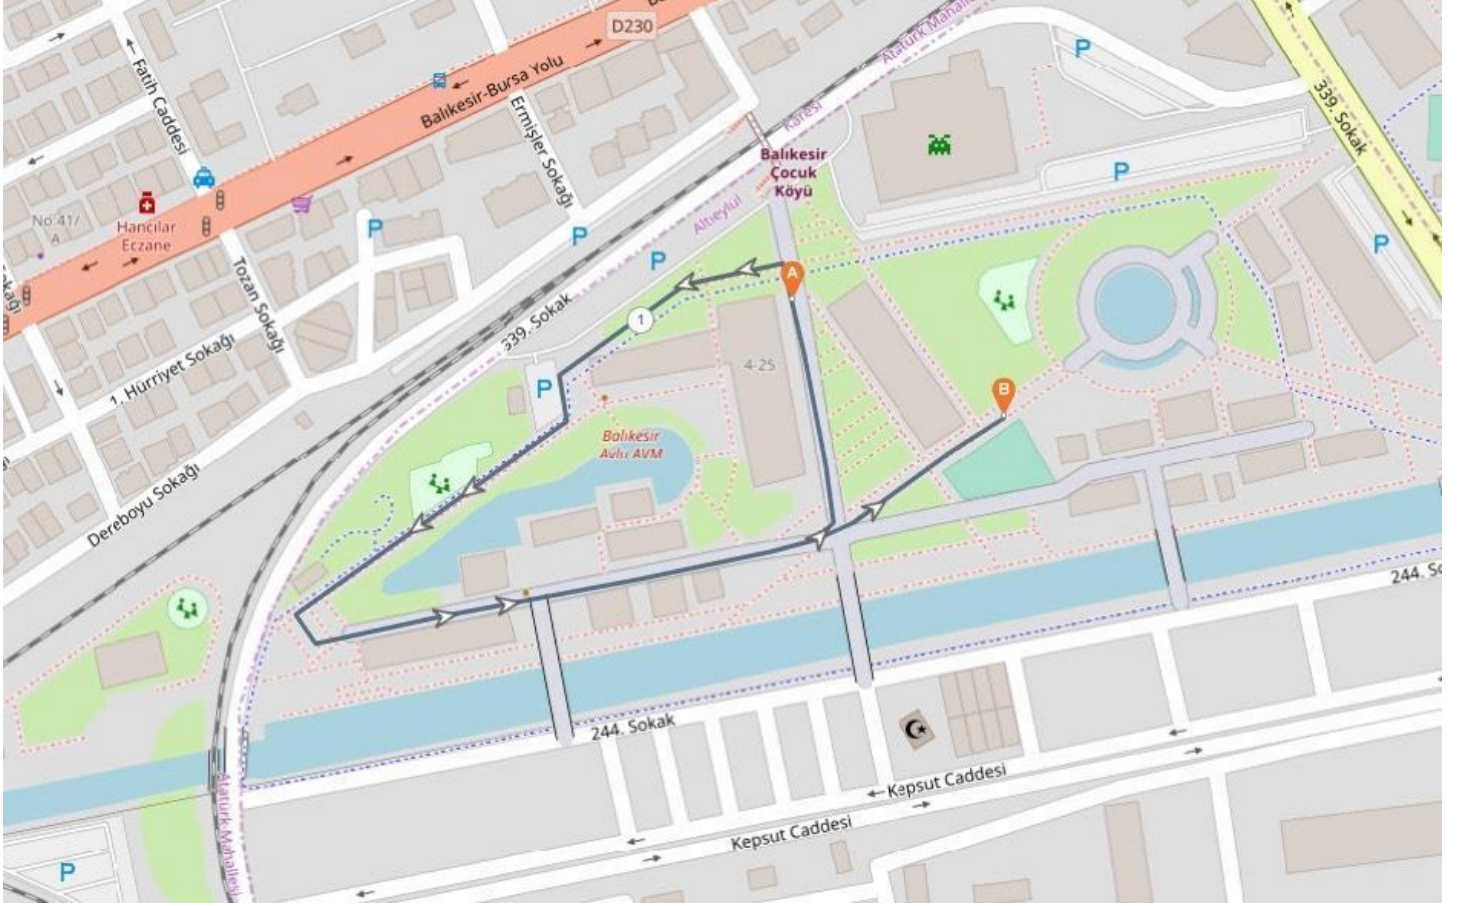 D230
Balıkesir-Bursa Yolu
Fatih Caddesi
Ermişler Sokağı
Atatürk Mahallesi
Karesi
Altıeylül
Balıkesir
Çocuk
Köyü
P
P
P
339. Sokak
No:41/
A
Hancılar
Eczane
Tozan Sokağı
P
P
P
1. Hürriyet Sokağı
339. Sokak
1
A
4-25
B
P
Balıkesir
Avlu AVM
Dereboyu Sokağı
244. Sokak
Kepsut Caddesi
Kepsut Caddesi
Atatürk Mahallesi
P